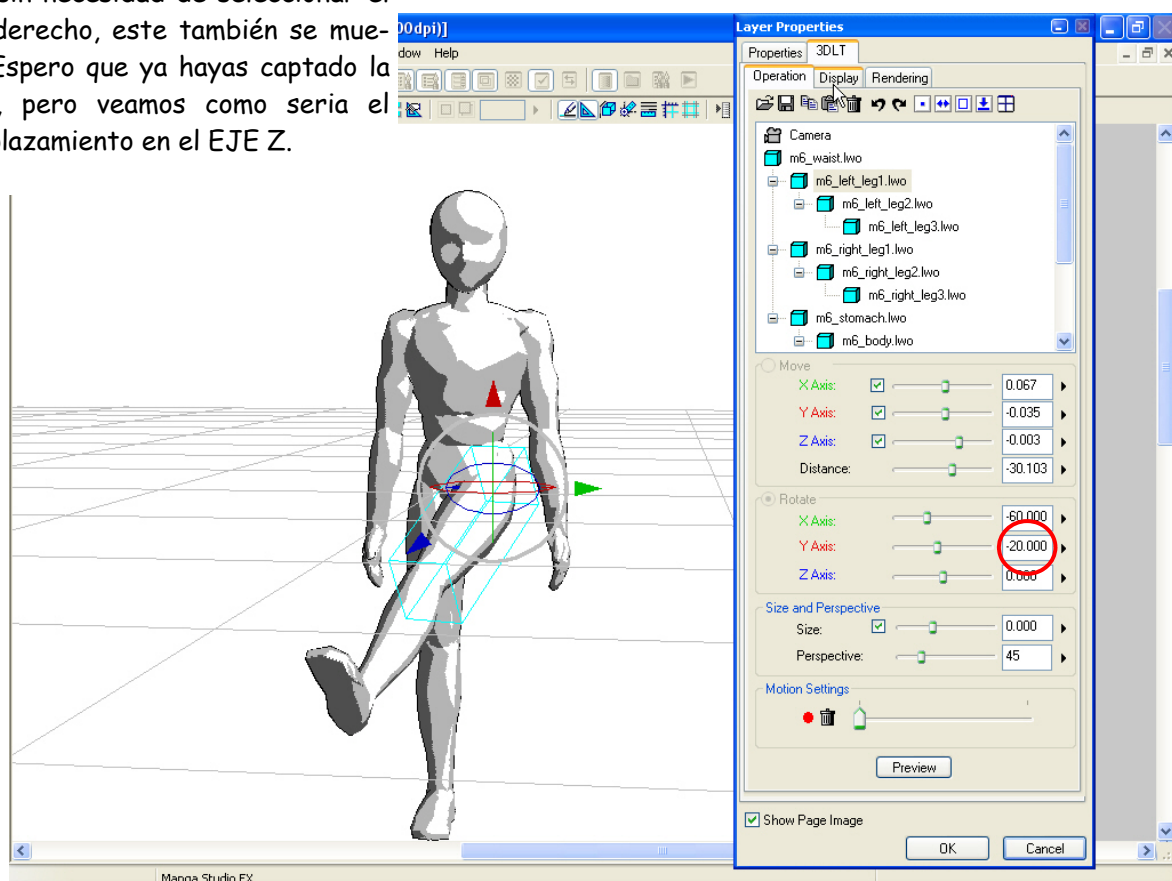 derecho, este también se mue-
Espero que ya hayas captado la
, pero veamos como seria el
lazamiento en el EJE Z.
00dpi)]
dow Help
Layer Properties
Properties 3DLT
Operation Display Rendering
Camera
m6_waist.lwo
m6_left_leg1.lwo
m6_left_leg2.lwo
m6_left_leg3.lwo
m6_right_leg1.lwo
m6_right_leg2.lwo
m6_right_leg3.lwo
m6_stomach.lwo
m6_body.lwo
Move
X Axis: 0.067
Y Axis: -0.035
Z Axis: -0.003
Distance: -30.103
Rotate
X Axis: -60.000
Y Axis: -20.000
Z Axis: 0.000
Size and Perspective
Size: 0.000
Perspective: 45
Motion Settings
Preview
Show Page Image
OK Cancel
Manga Studio EX